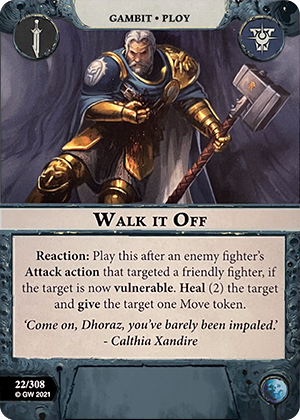 GAMBIT • PLOY
WALK IT OFF
Reaction: Play this after an enemy fighter's
Attack action that targeted a friendly fighter, if
the target is now vulnerable. Heal (2) the target
and give the target one Move token.
'Come on, Dhoraz, you've barely been impaled.'
- Calthia Xandire
22/308
© GW 2021